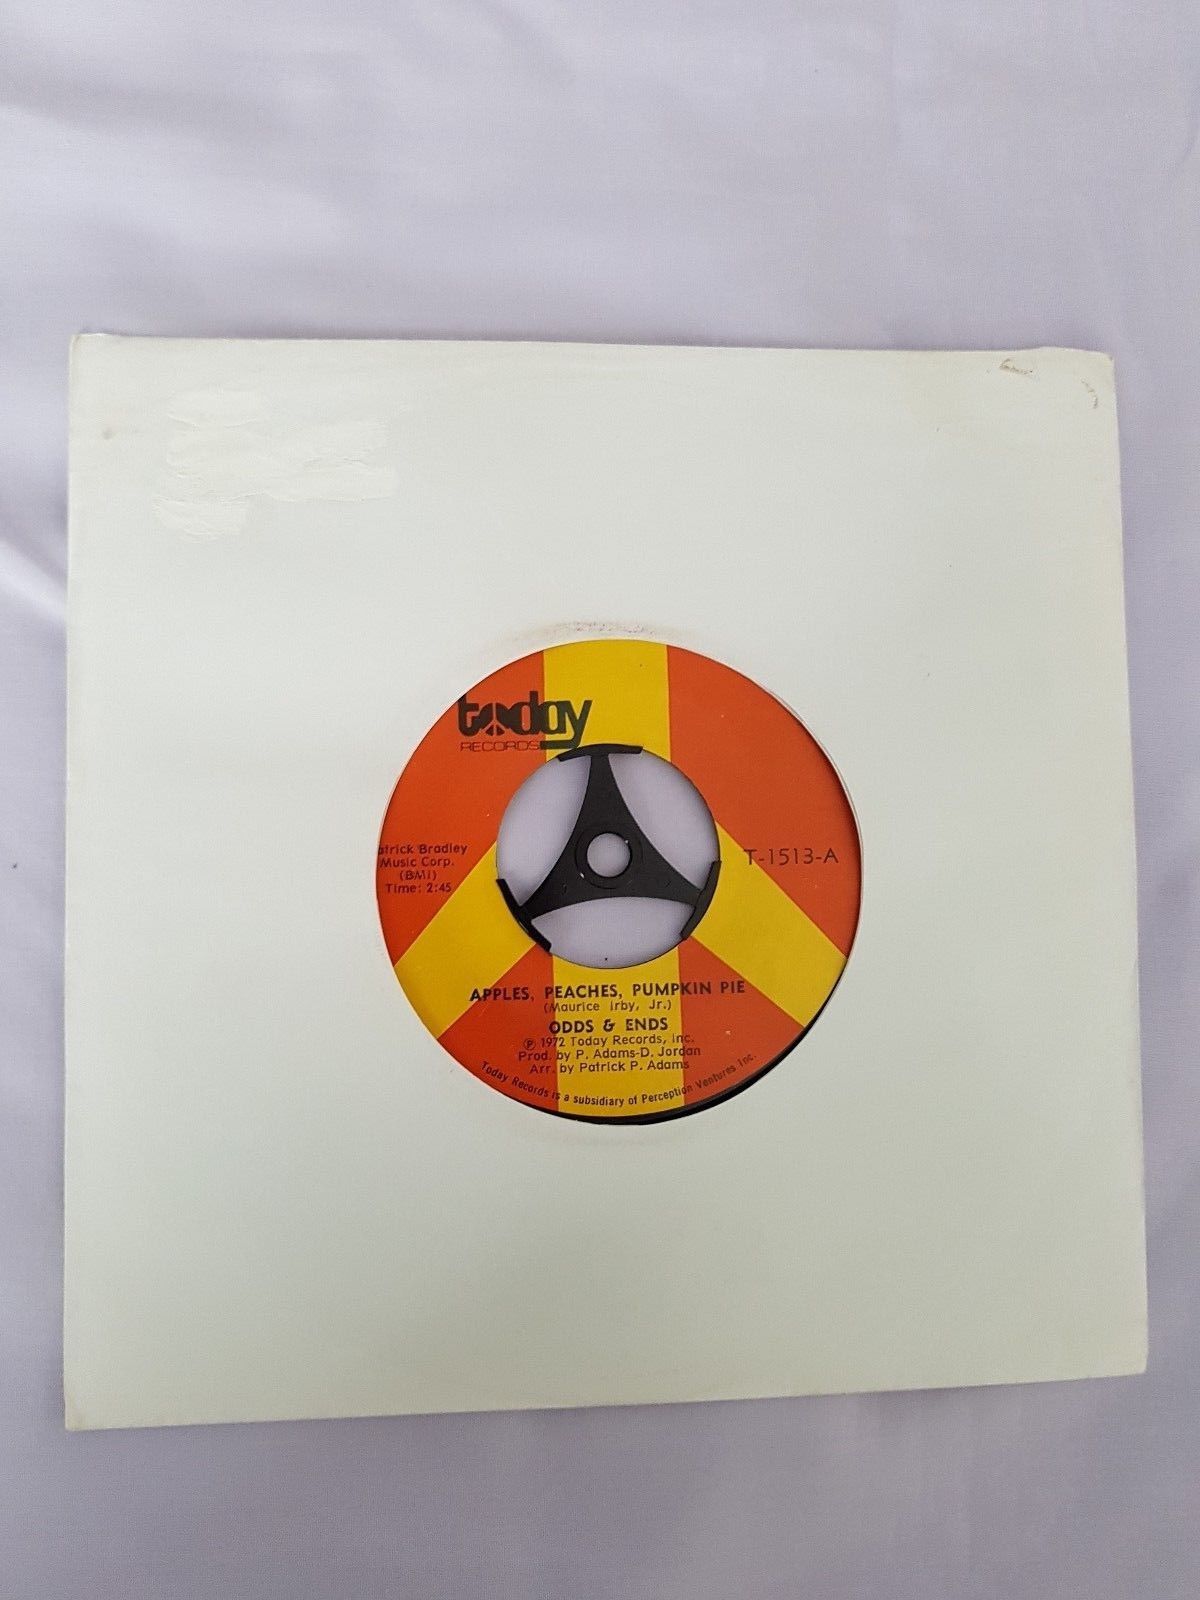 today
RECORDS
atrick Bradley
Music Corp.
(BMI)
Time: 2:45
T-1513-A
APPLES, PEACHES, PUMPKIN PIE
(Maurice Irby, Jr.)
ODDS & ENDS
℗ 1972 Today Records, Inc.
Prod. by P. Adams-D. Jordan
Arr. by Patrick P. Adams
Today Records is a subsidiary of Perception Ventures Inc.